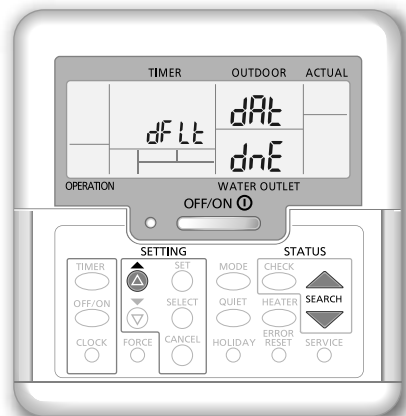 TIMER OUTDOOR ACTUAL
dAt
dFLt
dnE
OPERATION WATER OUTLET
OFF/ON
SETTING STATUS
TIMER SET MODE CHECK
OFF/ON SELECT QUIET HEATER SEARCH
CLOCK FORCE CANCEL HOLIDAY ERROR RESET SERVICE